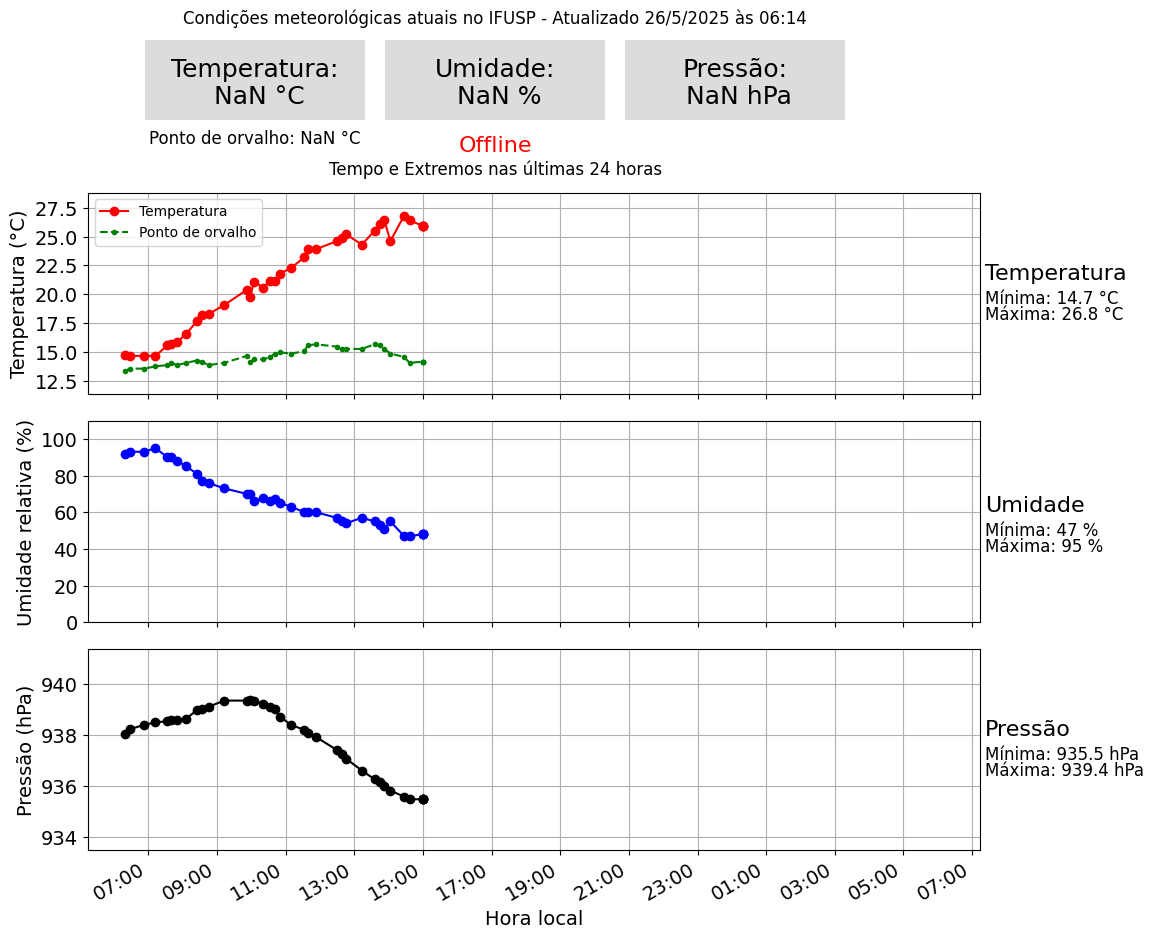 Condições meteorológicas atuais no IFUSP - Atualizado 26/5/2025 às 06:14
Temperatura:
NaN °C
Umidade:
NaN %
Pressão:
NaN hPa
Ponto de orvalho: NaN °C
Offline
Tempo e Extremos nas últimas 24 horas
Temperatura (°C)
27.5
25.0
22.5
20.0
17.5
15.0
12.5
Temperatura
Ponto de orvalho
Temperatura
Mínima: 14.7 °C
Máxima: 26.8 °C
Umidade relativa (%)
100
80
60
40
20
0
Umidade
Mínima: 47 %
Máxima: 95 %
Pressão (hPa)
940
938
936
934
Pressão
Mínima: 935.5 hPa
Máxima: 939.4 hPa
07:00
09:00
11:00
13:00
15:00
17:00
19:00
21:00
23:00
01:00
03:00
05:00
07:00
Hora local